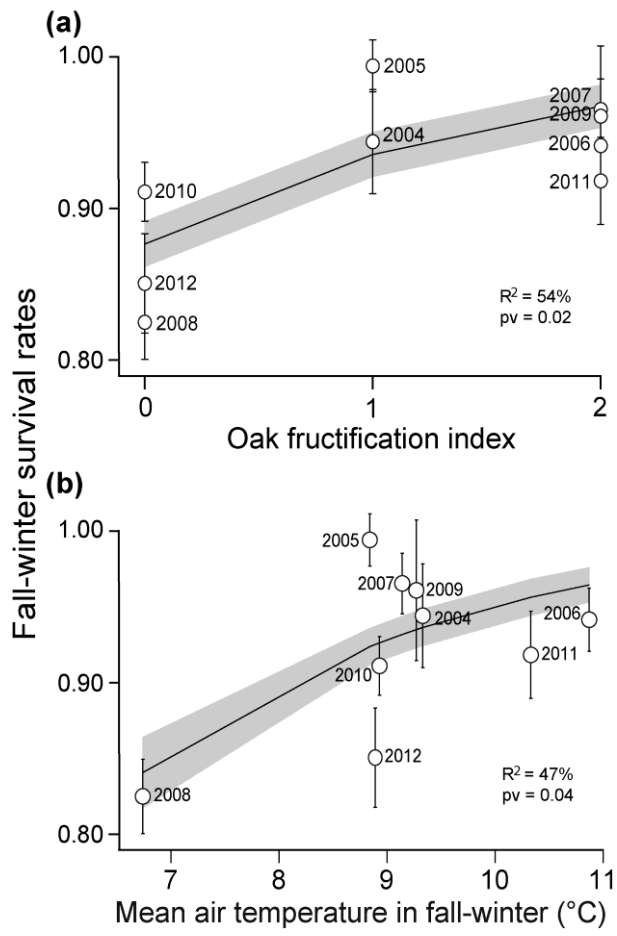 (a)
1.00
0.90
0.80
2005
2004
2007
2009
2006
2011
2010
2012
2008
R² = 54%
pv = 0.02
0 1 2
Oak fructification index
Fall-winter survival rates
(b)
1.00
0.90
0.80
2005
2007
2009
2004
2006
2011
2010
2012
2008
R² = 47%
pv = 0.04
7 8 9 10 11
Mean air temperature in fall-winter (°C)